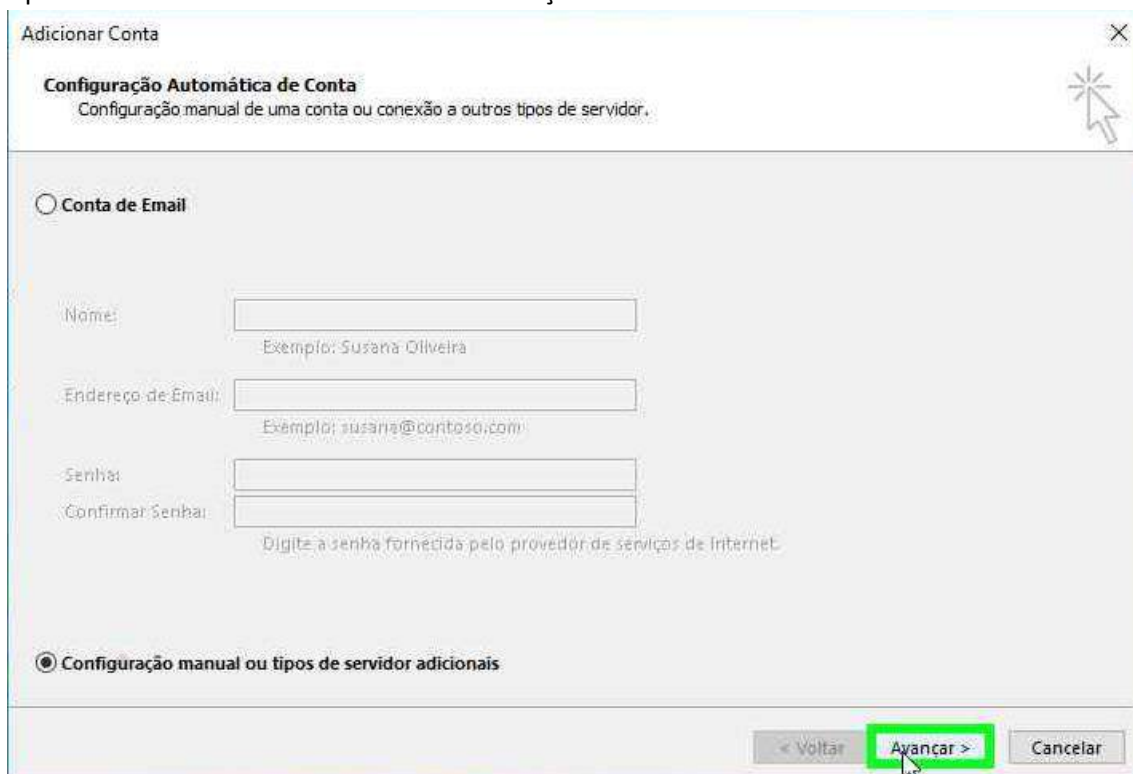 Adicionar Conta
Configuração Automática de Conta
Configuração manual de uma conta ou conexão a outros tipos de servidor.
Conta de Email
Nome:
Exemplo: Susana Oliveira
Endereço de Email:
Exemplo: susana@contoso.com
Senha:
Confirmar Senha:
Digite a senha fornecida pelo provedor de serviços de Internet.
Configuração manual ou tipos de servidor adicionais
< Voltar Avançar > Cancelar